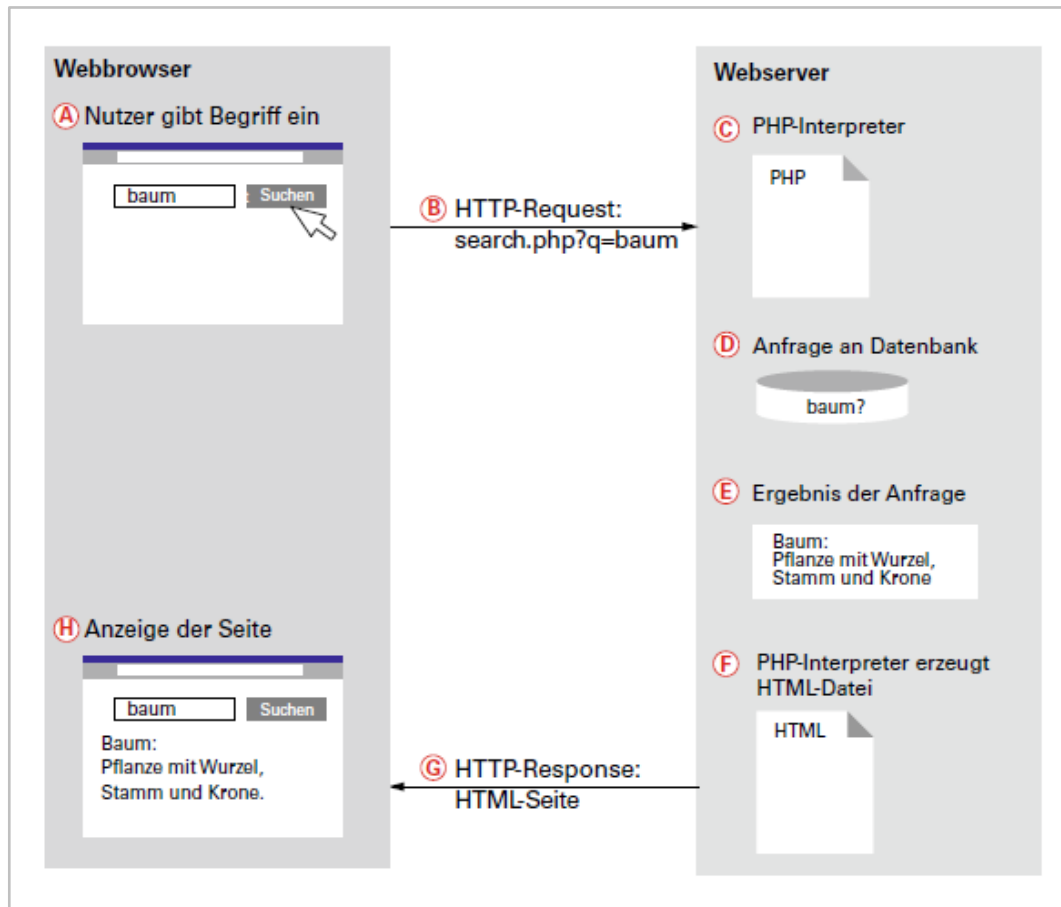 Webbrowser
Ⓐ Nutzer gibt Begriff ein
baum
Suchen
Ⓑ HTTP-Request:
search.php?q=baum
Webserver
Ⓒ PHP-Interpreter
PHP
Ⓓ Anfrage an Datenbank
baum?
Ⓔ Ergebnis der Anfrage
Baum:
Pflanze mit Wurzel,
Stamm und Krone
Ⓕ PHP-Interpreter erzeugt
HTML-Datei
HTML
Ⓖ HTTP-Response:
HTML-Seite
Ⓗ Anzeige der Seite
baum
Suchen
Baum:
Pflanze mit Wurzel,
Stamm und Krone.